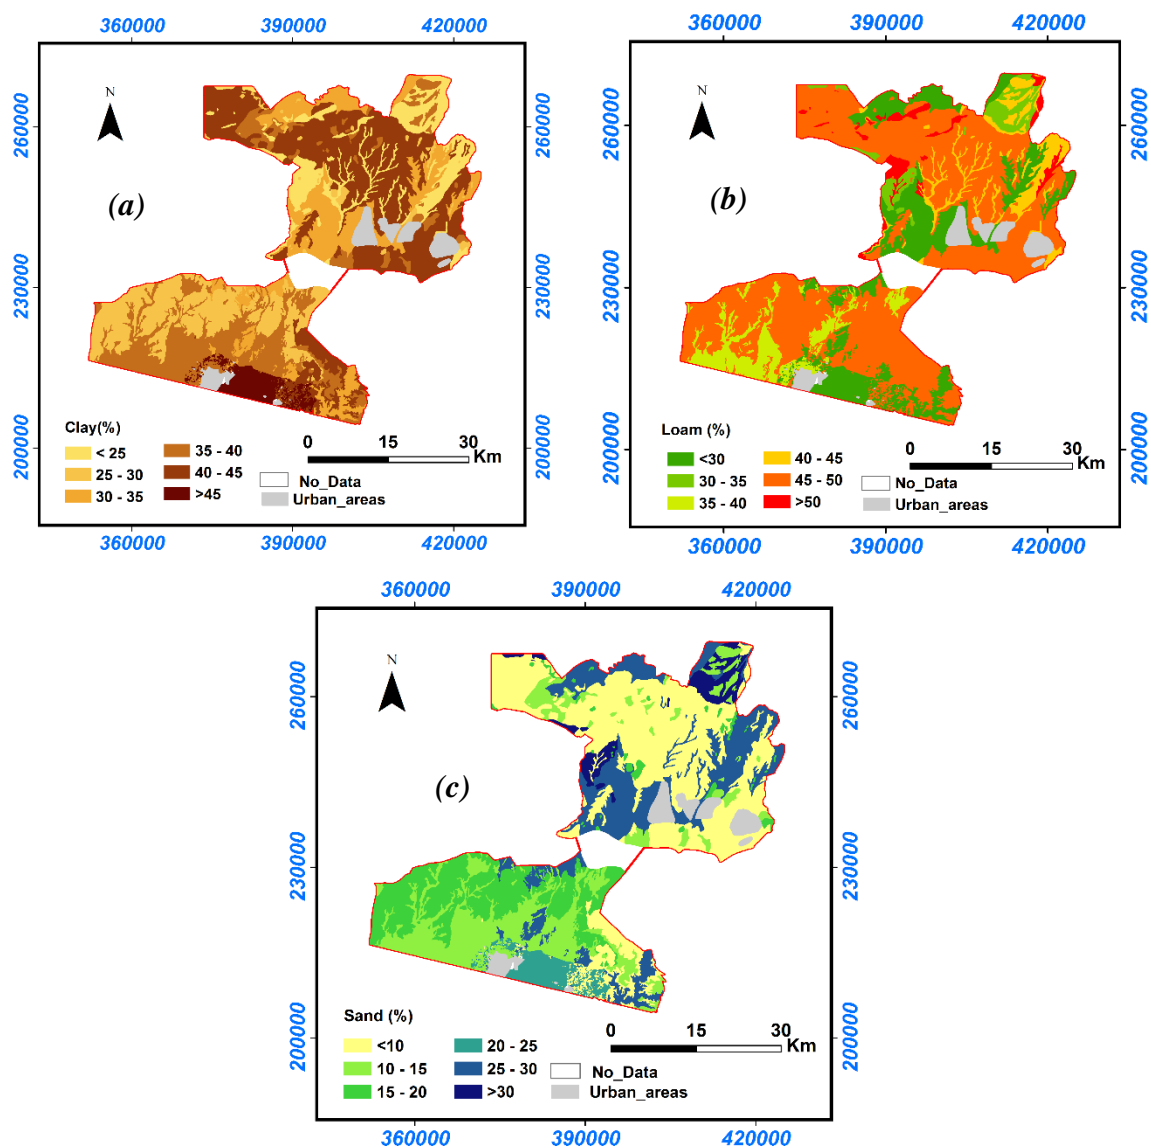 360000 390000 420000
N
260000
260000
(a)
230000
230000
200000
200000
Clay(%)
< 25
25 - 30
30 - 35
35 - 40
40 - 45
>45
No_Data
Urban_areas
0 15 30
Km
360000 390000 420000
360000 390000 420000
N
260000
260000
(b)
230000
230000
200000
200000
Loam (%)
<30
30 - 35
35 - 40
40 - 45
45 - 50
>50
No_Data
Urban_areas
0 15 30
Km
360000 390000 420000
360000 390000 420000
N
260000
260000
(c)
230000
230000
200000
200000
Sand (%)
<10
10 - 15
15 - 20
20 - 25
25 - 30
>30
No_Data
Urban_areas
0 15 30
Km
360000 390000 420000